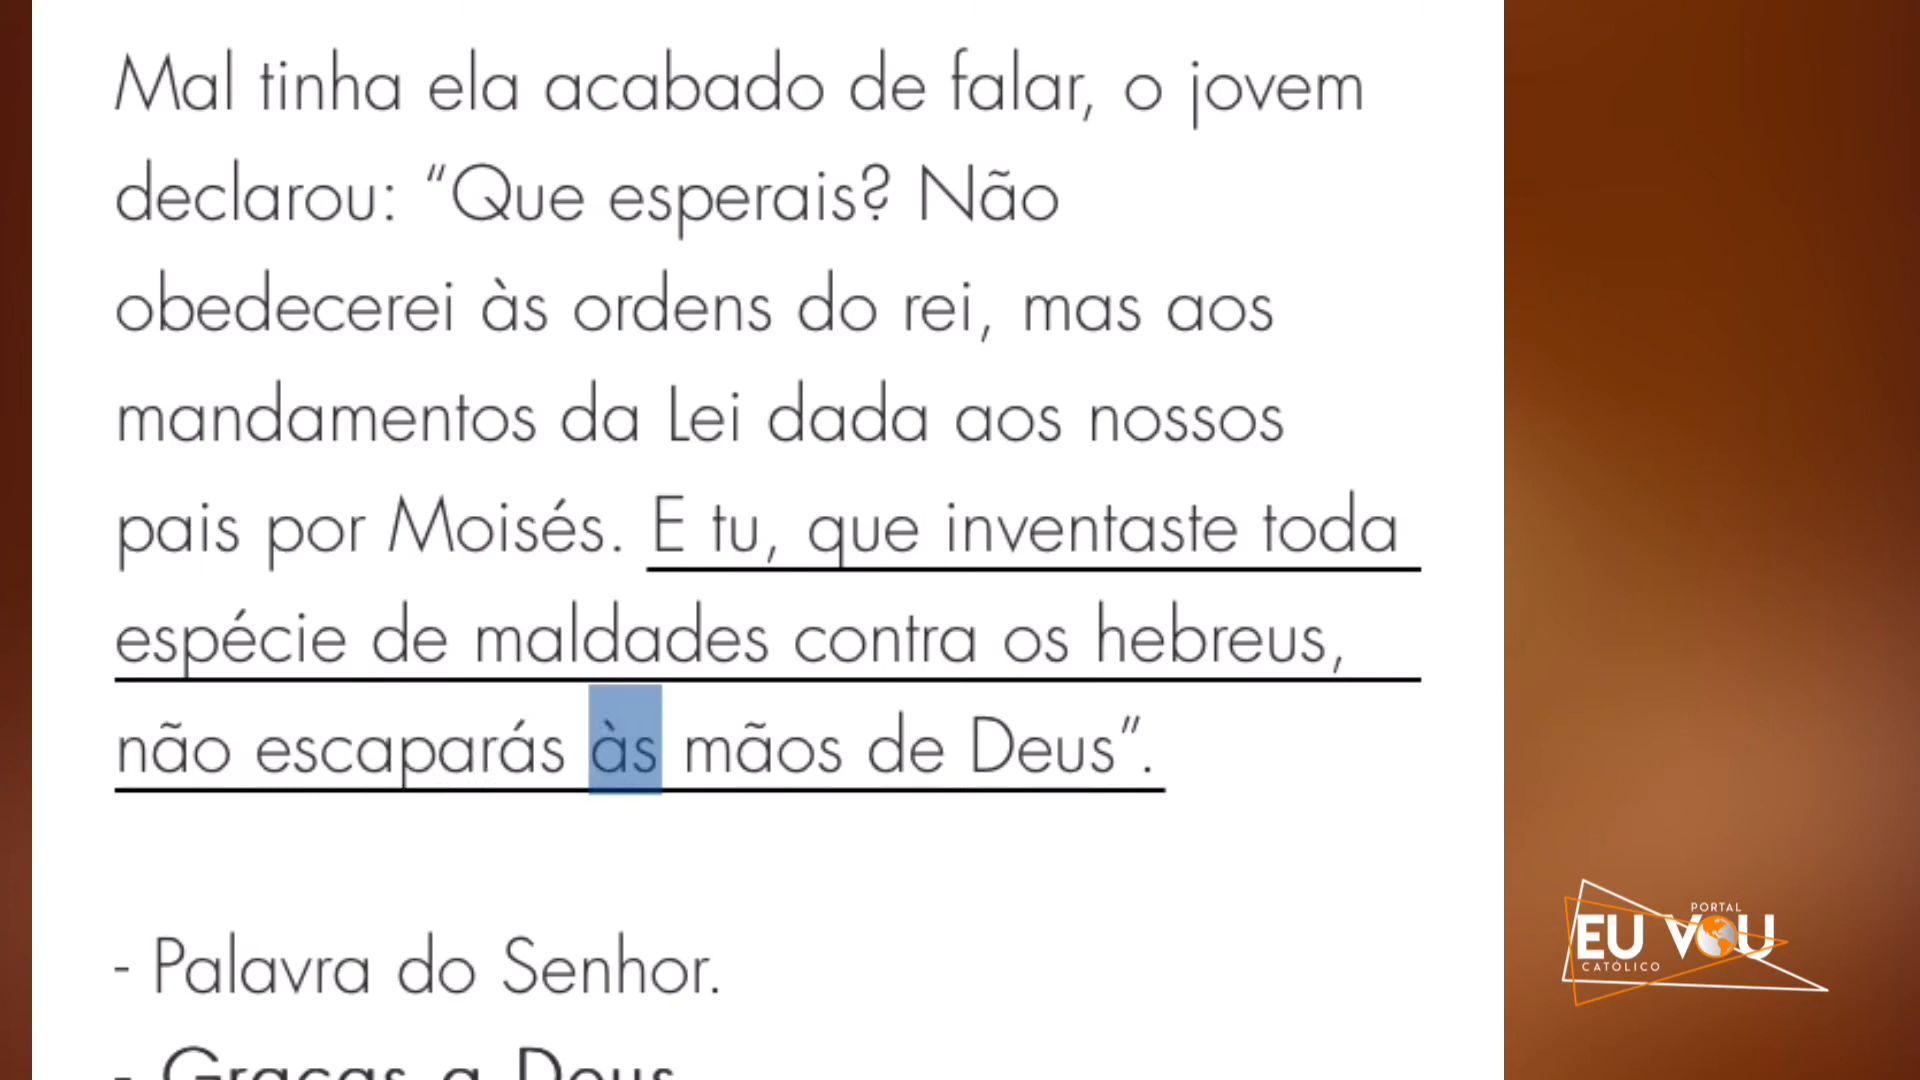 Mal tinha ela acabado de falar, o jovem
declarou: “Que esperais? Não
obedecerei às ordens do rei, mas aos
mandamentos da Lei dada aos nossos
pais por Moisés. E tu, que inventaste toda
espécie de maldades contra os hebreus,
não escaparás às mãos de Deus”.
- Palavra do Senhor.
- Graças a Deus
PORTAL
EU VOU
CATÓLICO